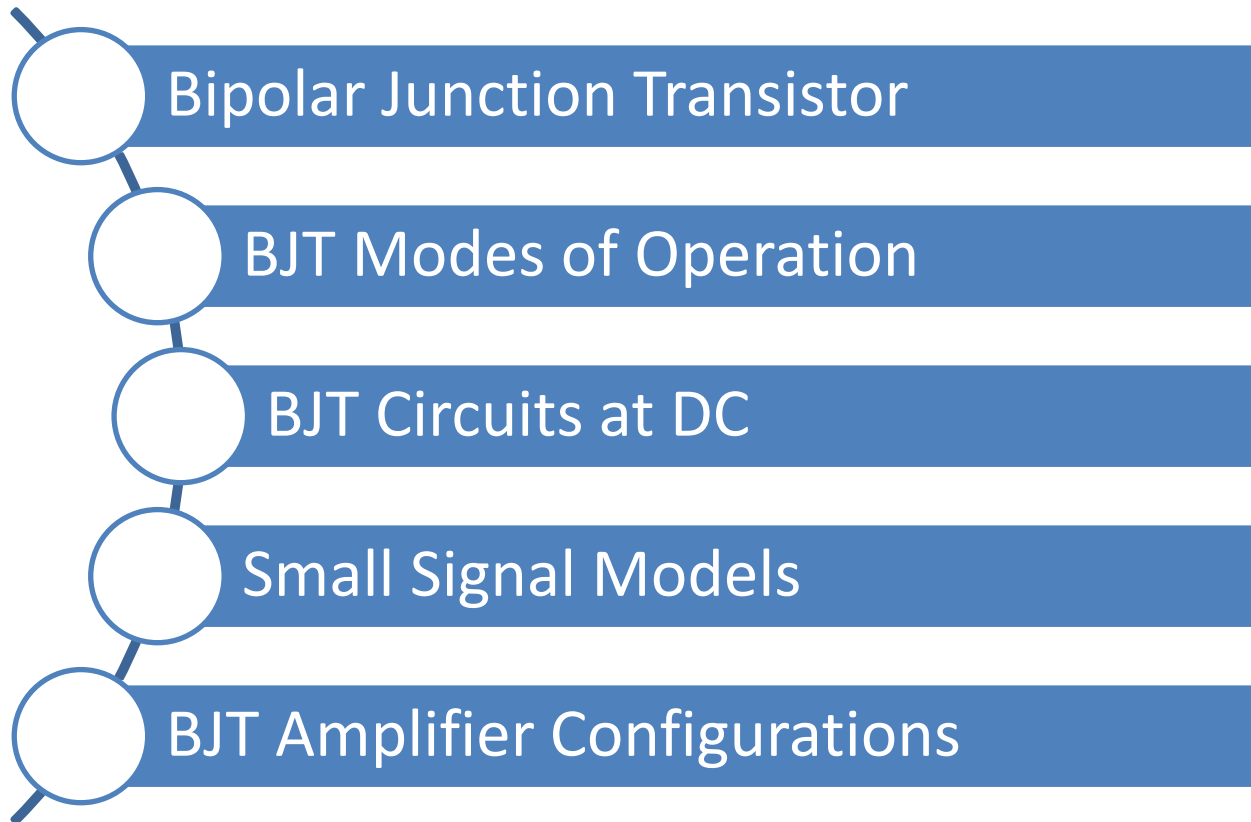 Bipolar Junction Transistor
BJT Modes of Operation
BJT Circuits at DC
Small Signal Models
BJT Amplifier Configurations